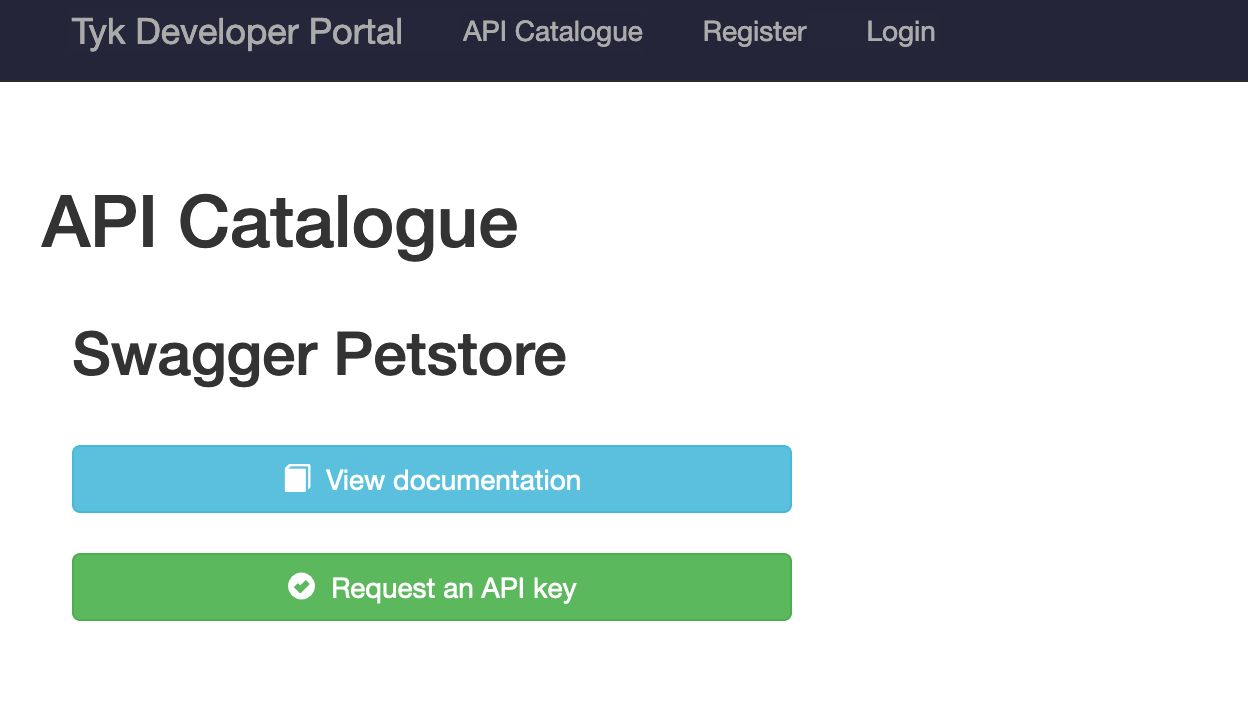 Tyk Developer Portal API Catalogue Register Login
API Catalogue
Swagger Petstore
View documentation
Request an API key